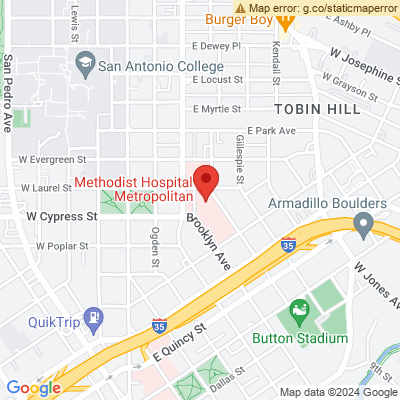 Map error: g.co/staticmaperror
Burger Boy
E Ashby Pl
Lewis St
E Dewey Pl
W Josephine St
San Antonio College
Kendall St
E Locust St
W Grayson St
San Pedro Ave
E Myrtle St
TOBIN HILL
E Park Ave
Gillespie St
W Evergreen St
W Laurel St
Methodist Hospital
Metropolitan
Armadillo Boulders
W Cypress St
Brooklyn Ave
W Poplar St
Ogden St
35
W Jones Ave
QuikTrip
35
E Quincy St
Button Stadium
Dallas St
Google
Map data ©2024 Google